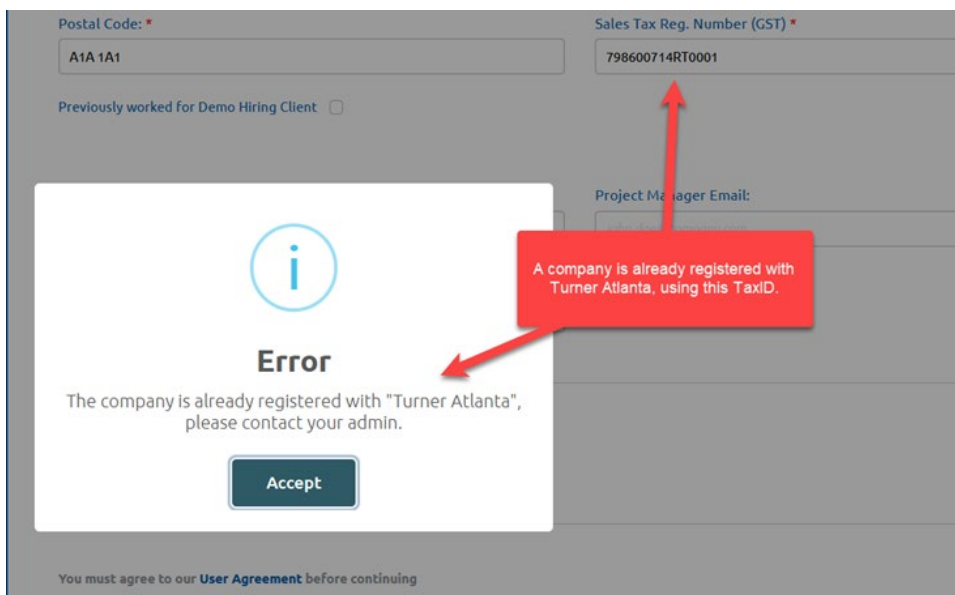 Postal Code: *
Sales Tax Reg. Number (GST) *
A1A 1A1
798600714RT0001
Previously worked for Demo Hiring Client
Project Manager Email:
A company is already registered with
Turner Atlanta, using this TaxID.
i
Error
The company is already registered with "Turner Atlanta",
please contact your admin.
Accept
You must agree to our User Agreement before continuing